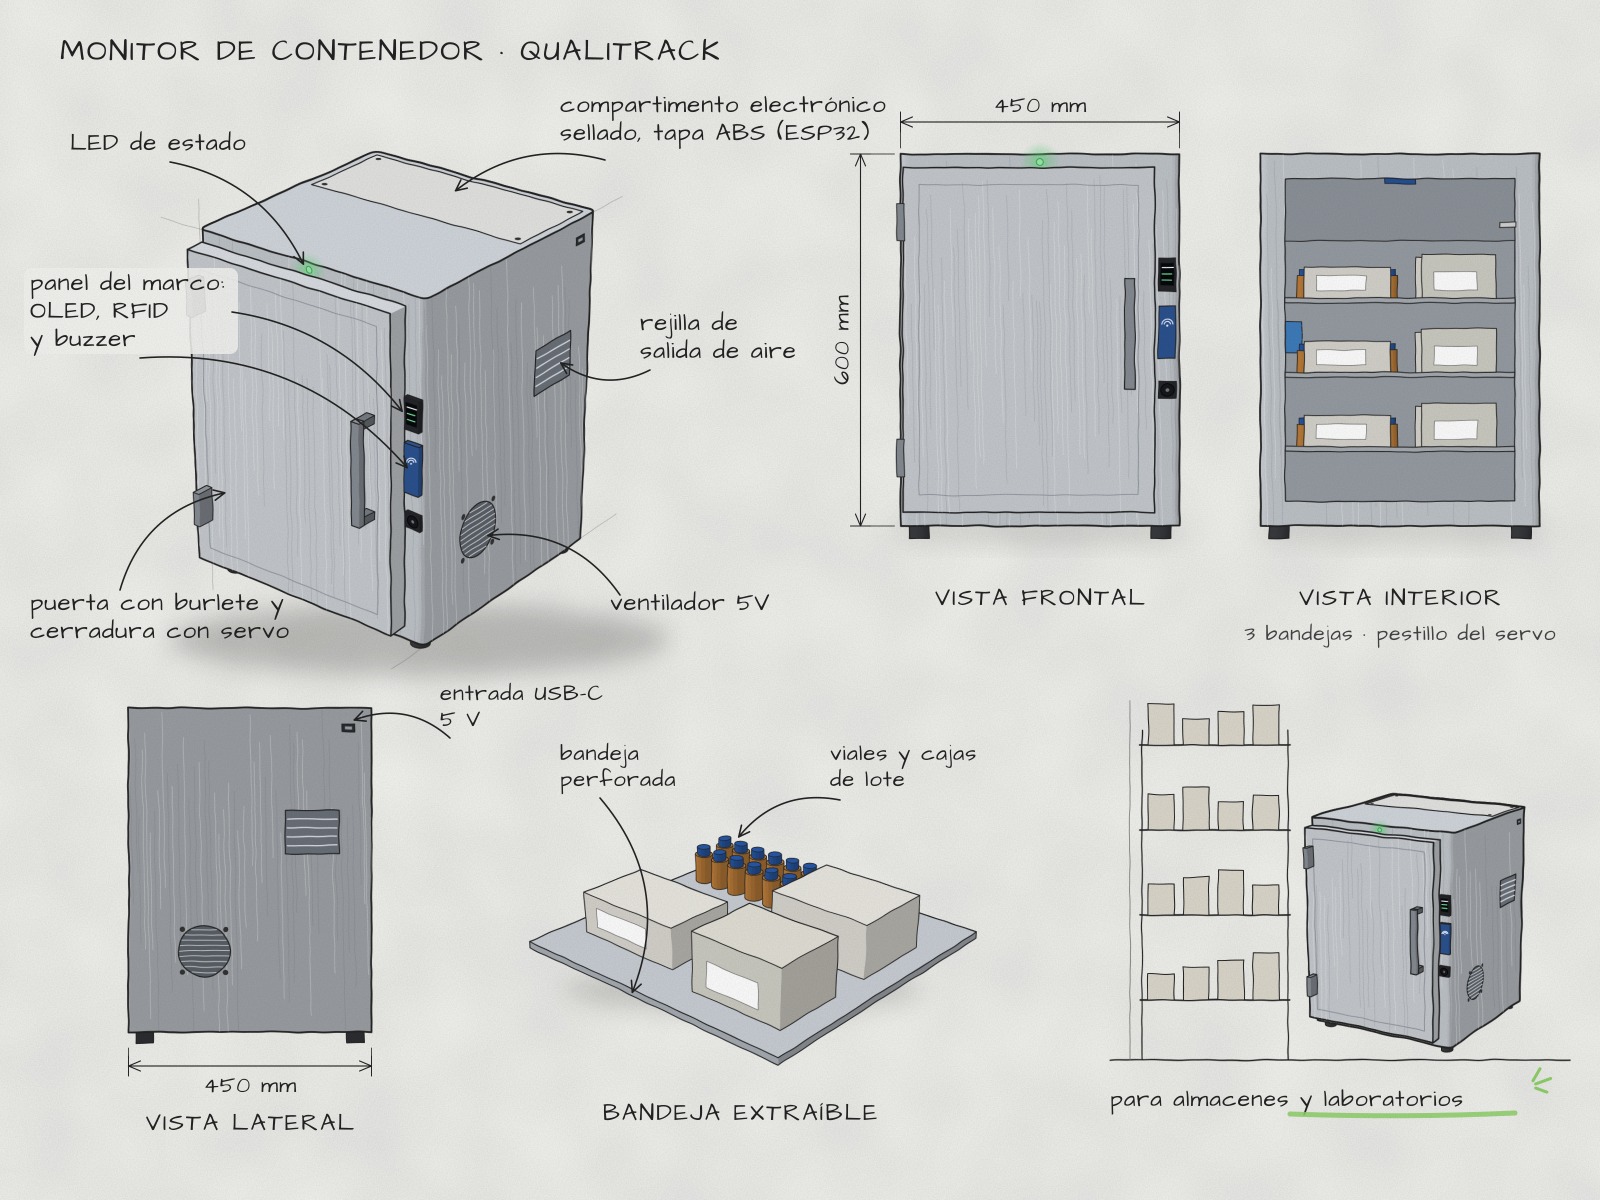 MONITOR DE CONTENEDOR · QUALITRACK
compartimento electrónico
sellado, tapa ABS (ESP32)
LED de estado
panel del marco:
OLED, RFID
y buzzer
rejilla de
salida de aire
puerta con burlete y
cerradura con servo
ventilador 5V
450 mm
600 mm
VISTA FRONTAL
VISTA INTERIOR
3 bandejas · pestillo del servo
entrada USB-C
5 V
450 mm
VISTA LATERAL
bandeja
perforada
viales y cajas
de lote
BANDEJA EXTRAÍBLE
para almacenes y laboratorios